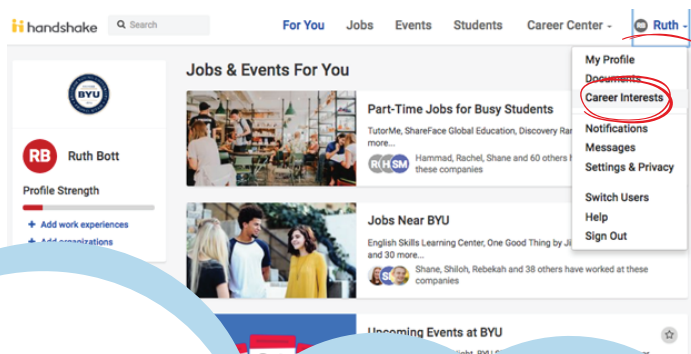 handshake
Search
For You
Jobs
Events
Students
Career Center
RB
Ruth
My Profile
Documents
Career Interests
Notifications
Messages
Settings & Privacy
Switch Users
Help
Sign Out
BYU
RB
Ruth Bott
Profile Strength
+ Add work experiences
+ Add organizations
Jobs & Events For You
Part-Time Jobs for Busy Students
TutorMe, ShareFace Global Education, Discovery
more...
R( H SM
Hammad, Rachel, Shane and 60 others
these companies
Jobs Near BYU
English Skills Learning Center, One Good Thing by
and 30 more...
Shane, Shiloh, Rebekah and 38 others have worked at these
companies
Upcoming Events at BYU